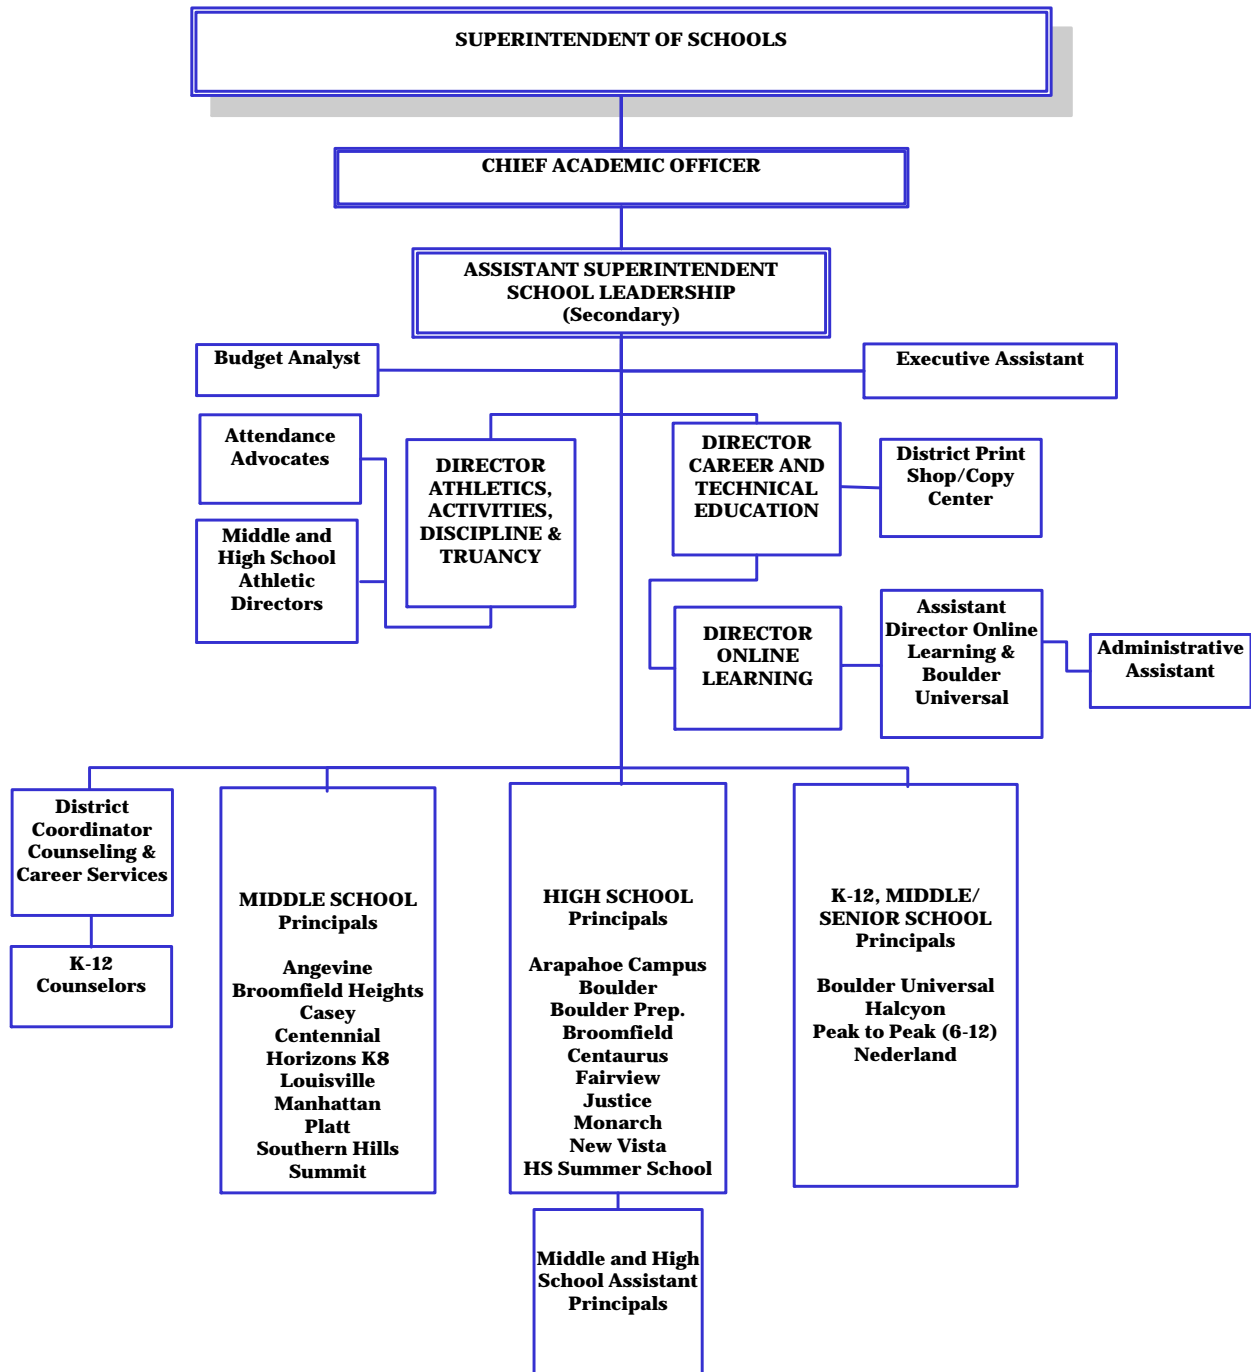 SUPERINTENDENT OF SCHOOLS
CHIEF ACADEMIC OFFICER
ASSISTANT SUPERINTENDENT
SCHOOL LEADERSHIP
(Secondary)
Budget Analyst
Executive Assistant
Attendance
Advocates
Middle and
High School
Athletic
Directors
DIRECTOR
ATHLETICS,
ACTIVITIES,
DISCIPLINE &
TRUANCY
DIRECTOR
CAREER AND
TECHNICAL
EDUCATION
District Print
Shop/Copy
Center
DIRECTOR
ONLINE
LEARNING
Assistant
Director Online
Learning &
Boulder
Universal
Administrative
Assistant
District
Coordinator
Counseling &
Career Services
K-12
Counselors
MIDDLE SCHOOL
Principals
Angevine
Broomfield Heights
Casey
Centennial
Horizons K8
Louisville
Manhattan
Platt
Southern Hills
Summit
HIGH SCHOOL
Principals
Arapahoe Campus
Boulder
Boulder Prep.
Broomfield
Centaurus
Fairview
Justice
Monarch
New Vista
HS Summer School
K-12, MIDDLE/
SENIOR SCHOOL
Principals
Boulder Universal
Halcyon
Peak to Peak (6-12)
Nederland
Middle and High
School Assistant
Principals